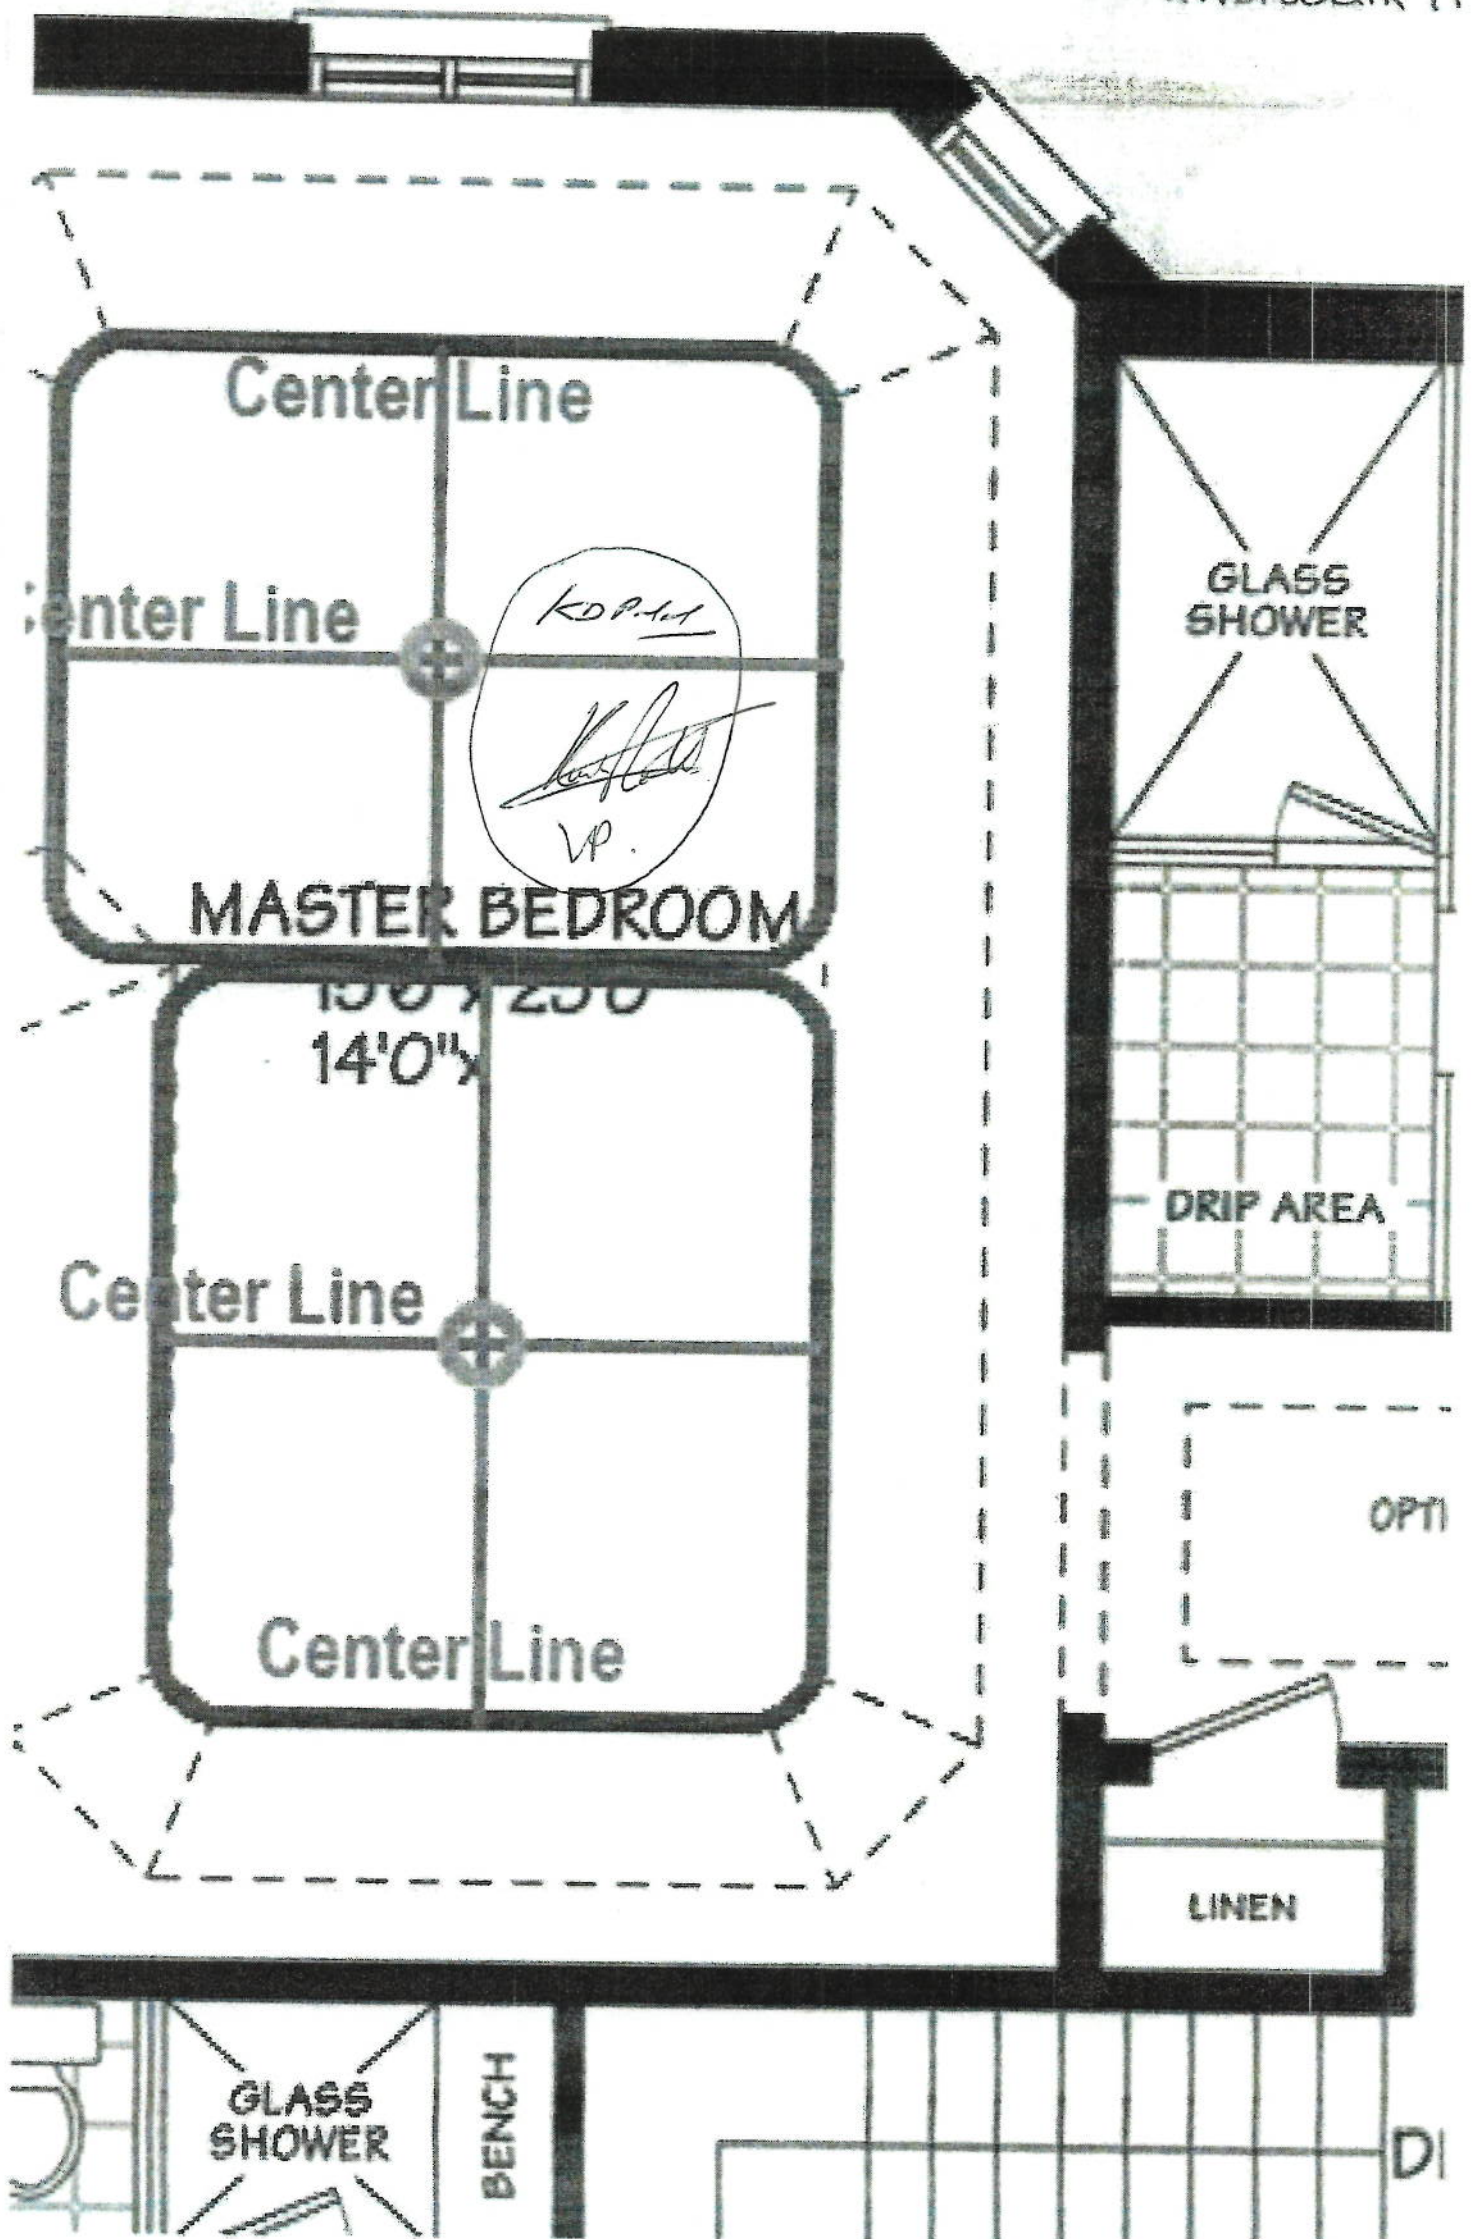 Center Line
enter Line
GLASS
SHOWER
VP.
MASTER BEDROOM
14'0"x
DRIP AREA
Center Line
OPTI
Center Line
LINEN
GLASS
SHOWER
BENCH